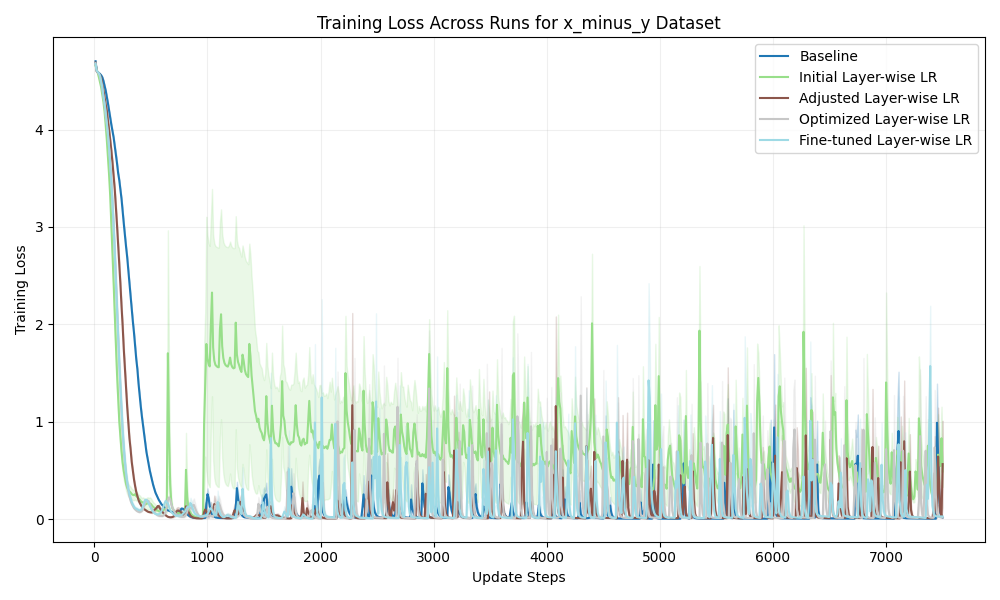 Training Loss Across Runs for x_minus_y Dataset
Baseline
Initial Layer-wise LR
Adjusted Layer-wise LR
Optimized Layer-wise LR
Fine-tuned Layer-wise LR
Training Loss
4
3
2
1
0
0 1000 2000 3000 4000 5000 6000 7000
Update Steps